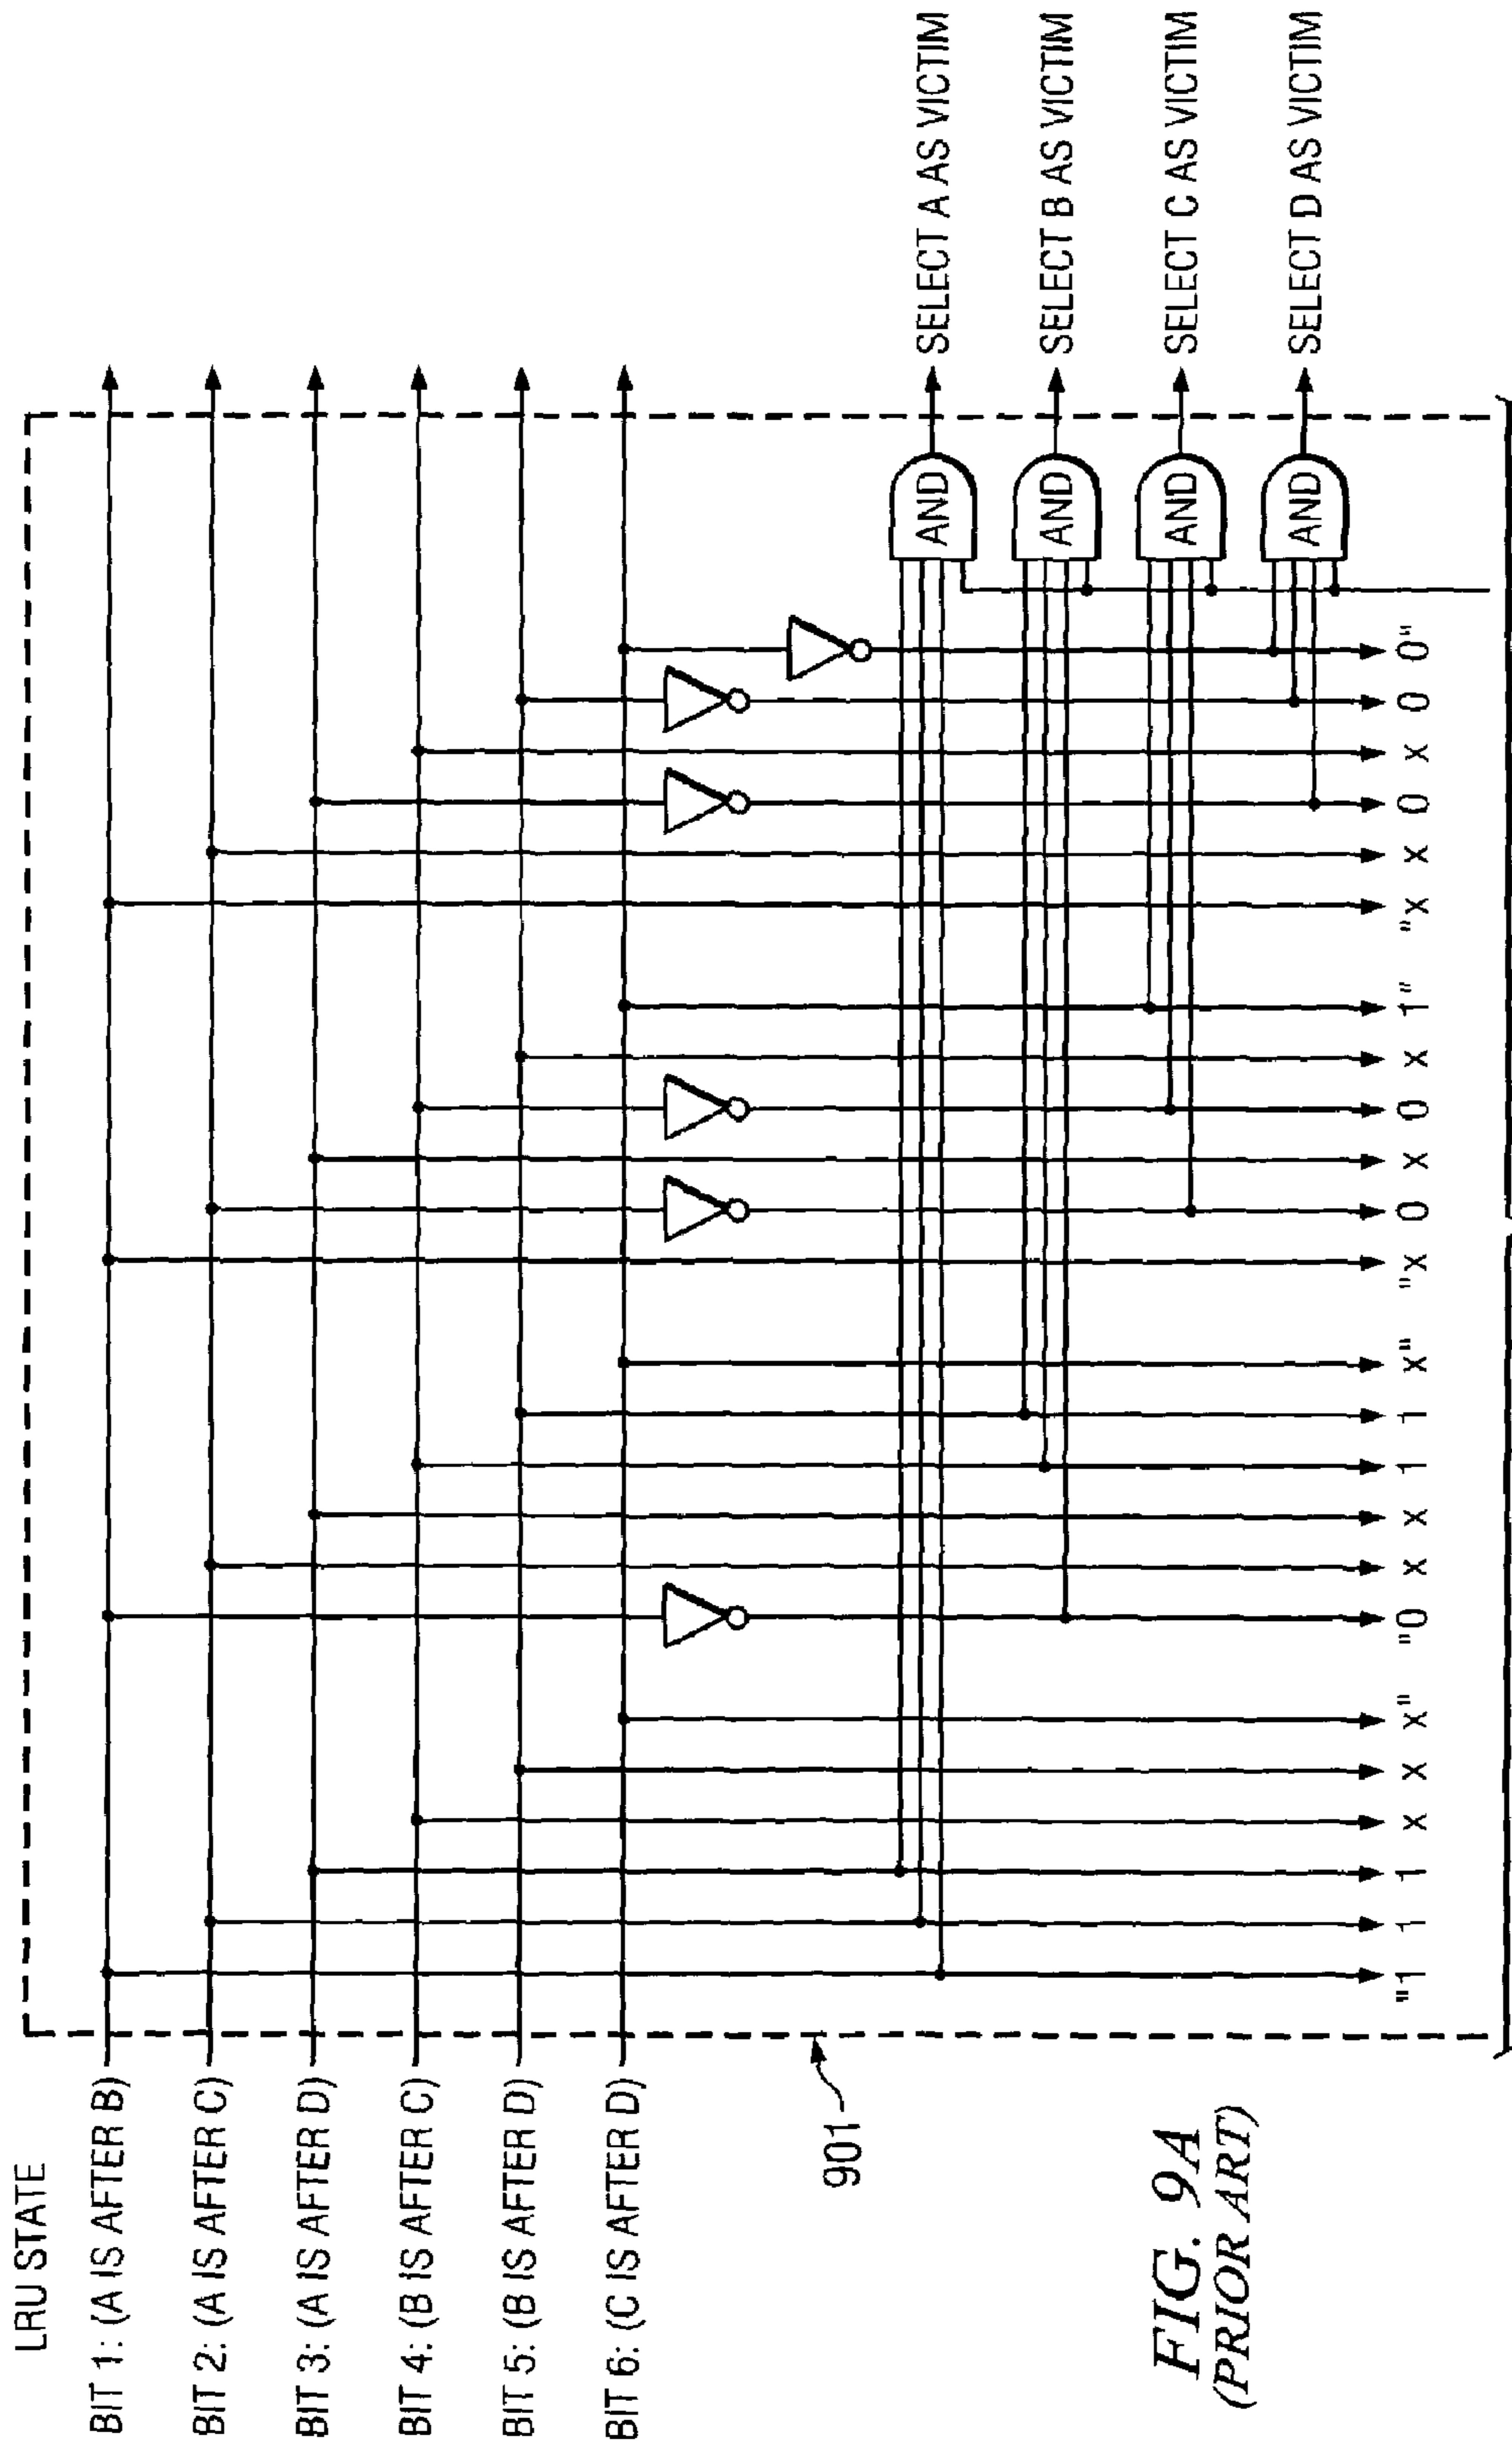 LRU STATE
BIT 1: (A IS AFTER B)
BIT 2: (A IS AFTER C)
BIT 3: (A IS AFTER D)
BIT 4: (B IS AFTER C)
BIT 5: (B IS AFTER D)
BIT 6: (C IS AFTER D)
901
AND
SELECT A AS VICTIM
AND
SELECT B AS VICTIM
AND
SELECT C AS VICTIM
AND
SELECT D AS VICTIM
"1 1 1 x x x" "0 x x 1 1 x" "x 0 x 0 x 1" "x x 0 x 0 0"
FIG. 9A
(PRIOR ART)